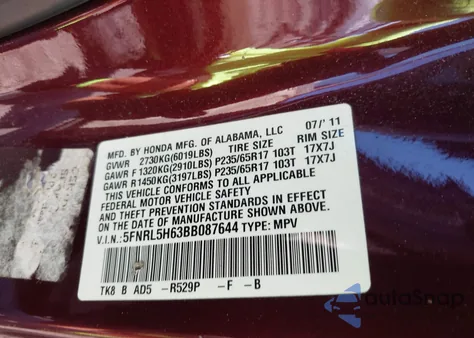 MFD. BY HONDA MFG. OF ALABAMA, LLC 07/'11
GVWR 2730KG(6019LBS) TIRE SIZE RIM SIZE
GAWR F 1320KG(2910LBS) P235/65R17 103T 17X7J
GAWR R1450KG(3197LBS) P235/65R17 103T 17X7J
THIS VEHICLE CONFORMS TO ALL APPLICABLE
FEDERAL MOTOR VEHICLE SAFETY AND THEFT
PREVENTION STANDARDS IN EFFECT ON THE
DATE OF MANUFACTURE SHOWN ABOVE.
V.I.N.: 5FNRL5H63BB087644 TYPE: MPV
TK8 B AD5 -R529P -F -B
autoSnap